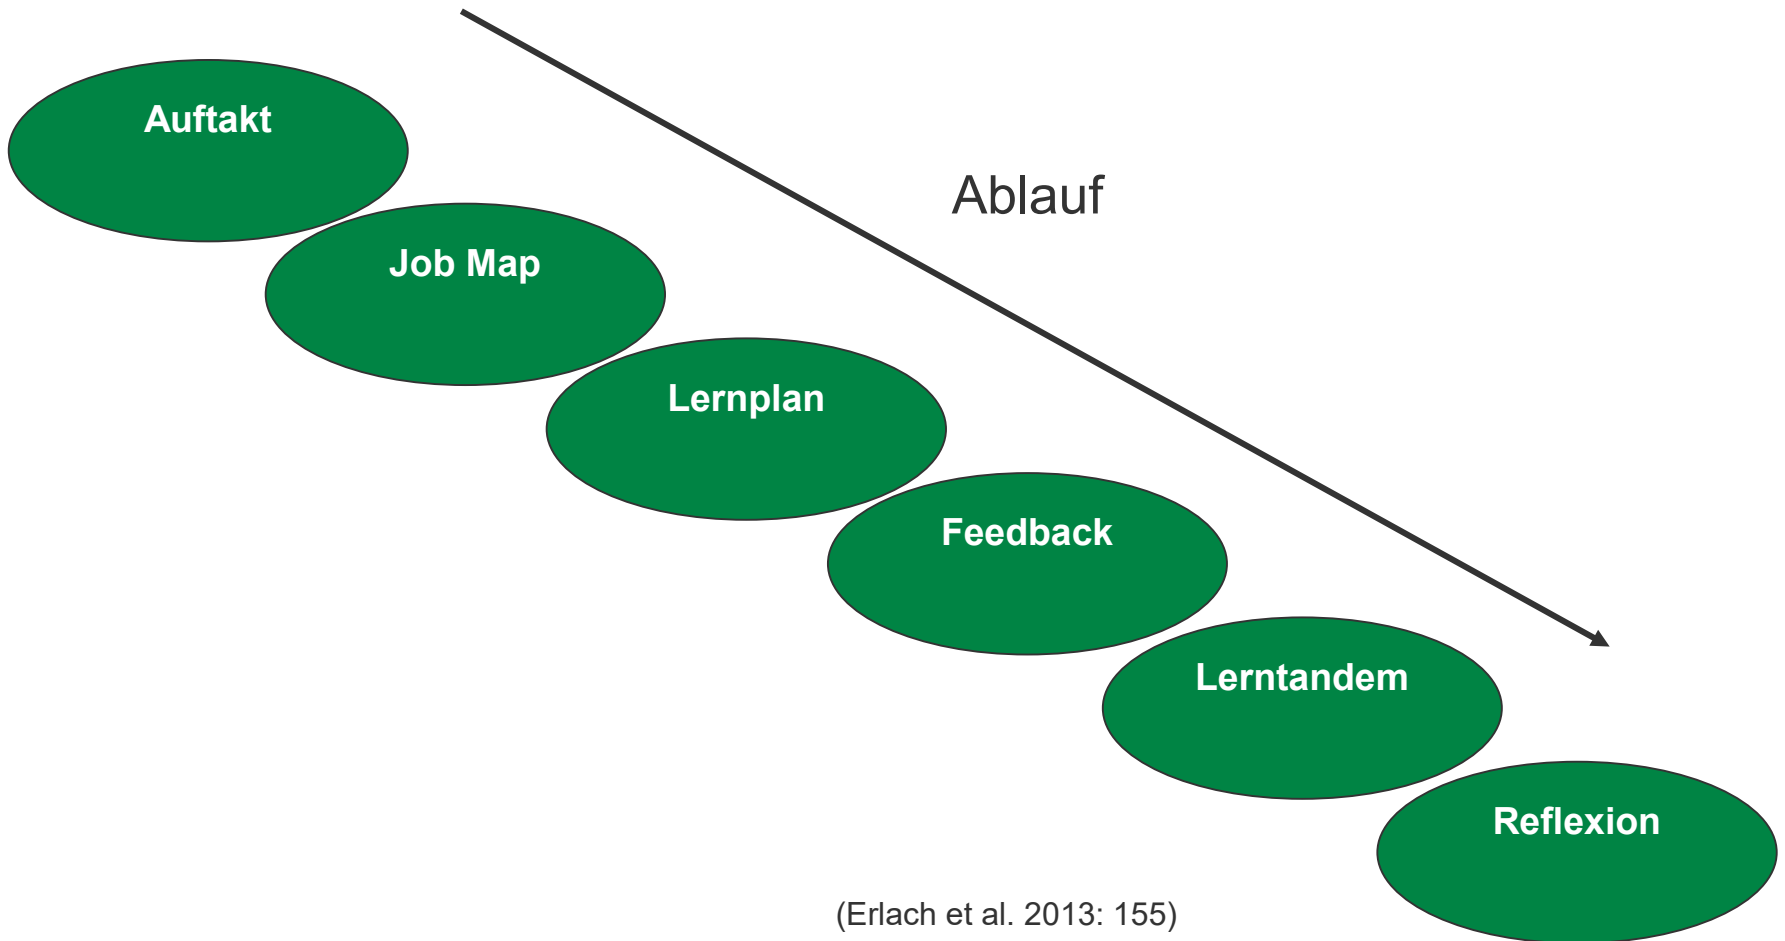 Auftakt
Ablauf
Job Map
Lernplan
Feedback
Lerntandem
Reflexion
(Erlach et al. 2013: 155)